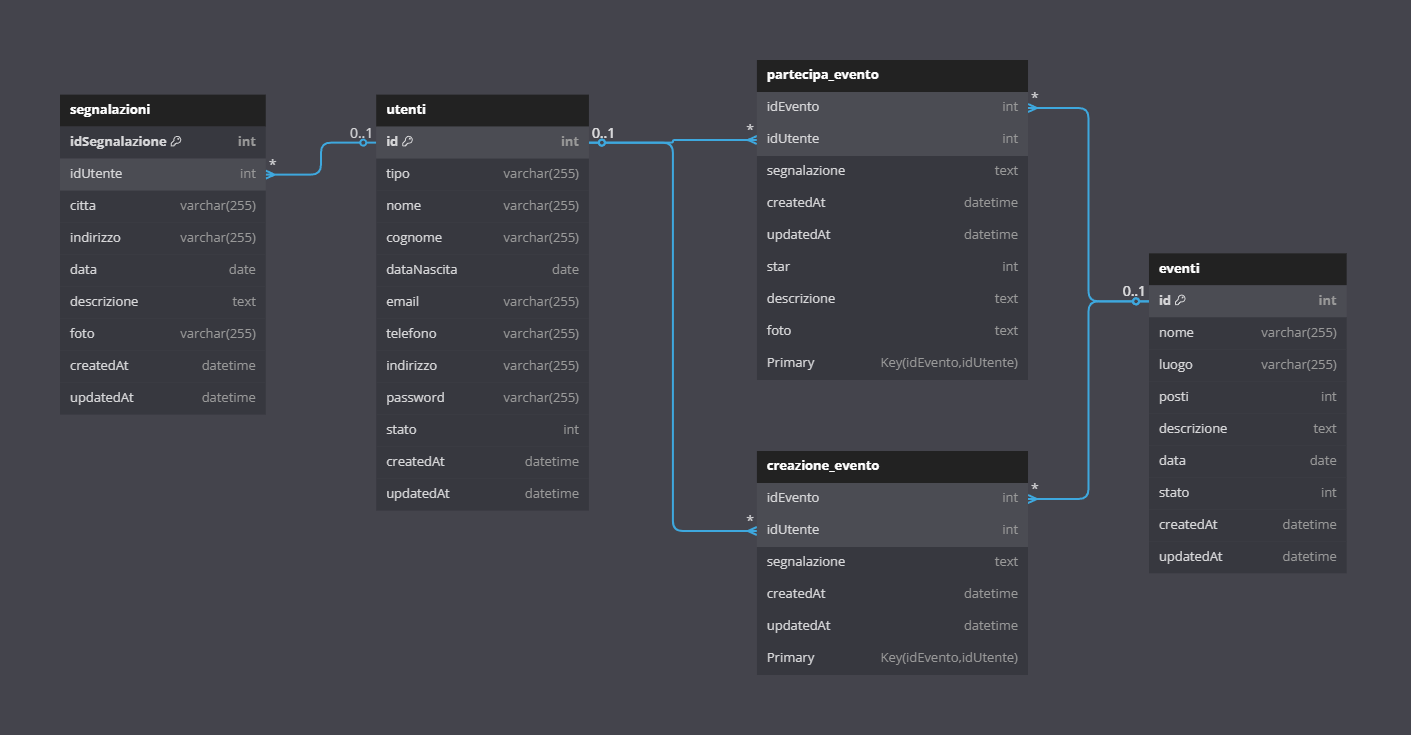 segnalazioni
idSegnalazione int
idUtente int
citta varchar(255)
indirizzo varchar(255)
data date
descrizione text
foto varchar(255)
createdAt datetime
updatedAt datetime
*
0..1
utenti
id int
tipo varchar(255)
nome varchar(255)
cognome varchar(255)
dataNascita date
email varchar(255)
telefono varchar(255)
indirizzo varchar(255)
password varchar(255)
stato int
createdAt datetime
updatedAt datetime
0..1
*
*
partecipa_evento
idEvento int
idUtente int
segnalazione text
createdAt datetime
updatedAt datetime
star int
descrizione text
foto text
Primary Key(idEvento,idUtente)
*
creazione_evento
idEvento int
idUtente int
segnalazione text
createdAt datetime
updatedAt datetime
Primary Key(idEvento,idUtente)
*
0..1
eventi
id int
nome varchar(255)
luogo varchar(255)
posti int
descrizione text
data date
stato int
createdAt datetime
updatedAt datetime